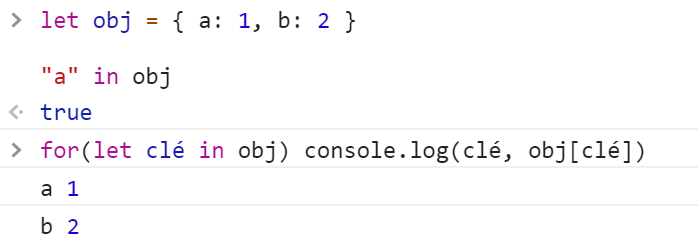 let obj = { a: 1, b: 2 }
"a" in obj
true
for(let clé in obj) console.log(clé, obj[clé])
a 1
b 2